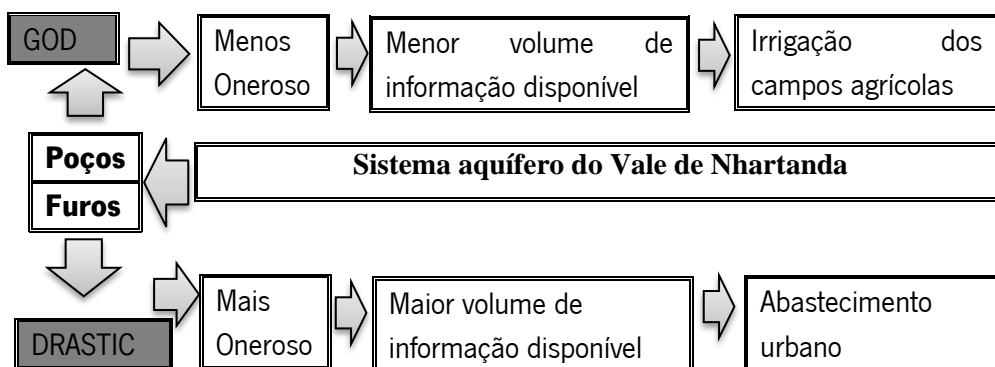 GOD
Menos
Oneroso
Menor volume de
informação disponível
Irrigação dos
campos agrícolas
Poços
Furos
Sistema aquífero do Vale de Nhartanda
DRASTIC
Mais
Oneroso
Maior volume de
informação disponível
Abastecimento
urbano